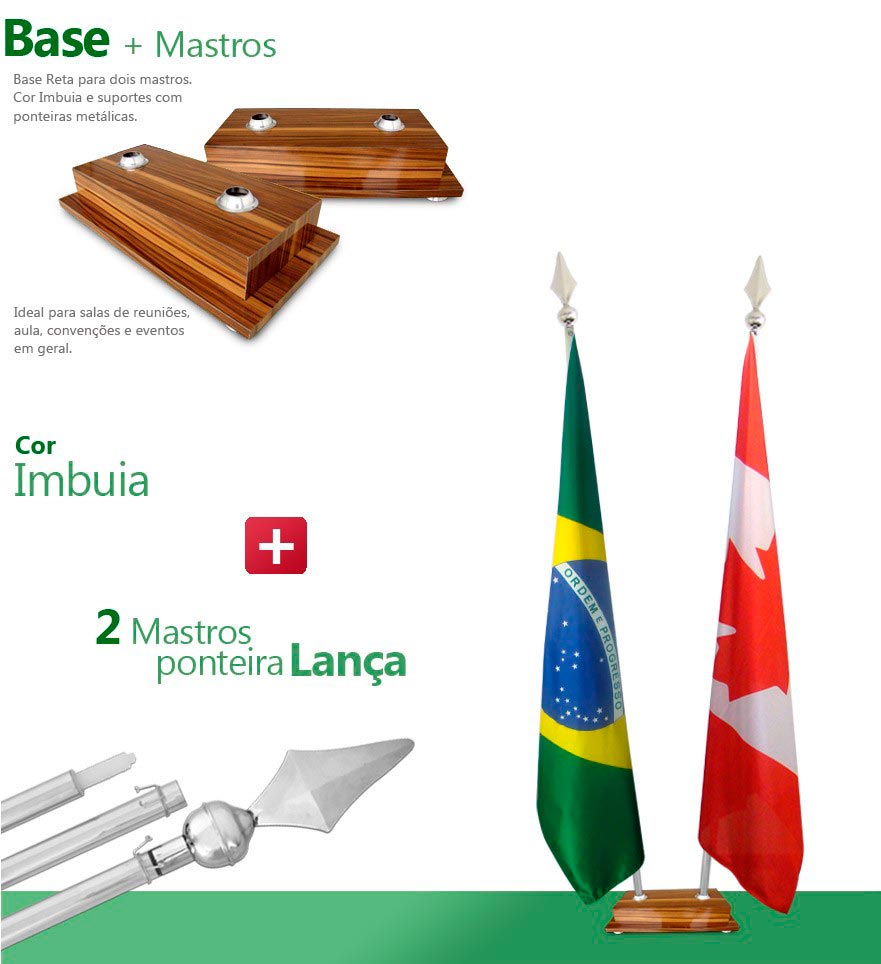 Base + Mastros
Base Reta para dois mastros.
Cor Imbuia e suportes com
ponteiras metálicas.
Ideal para salas de reuniões,
aula, convenções e eventos
em geral.
Cor
Imbuia
2 Mastros
ponteira Lança
ORDEM E PROGRESSO